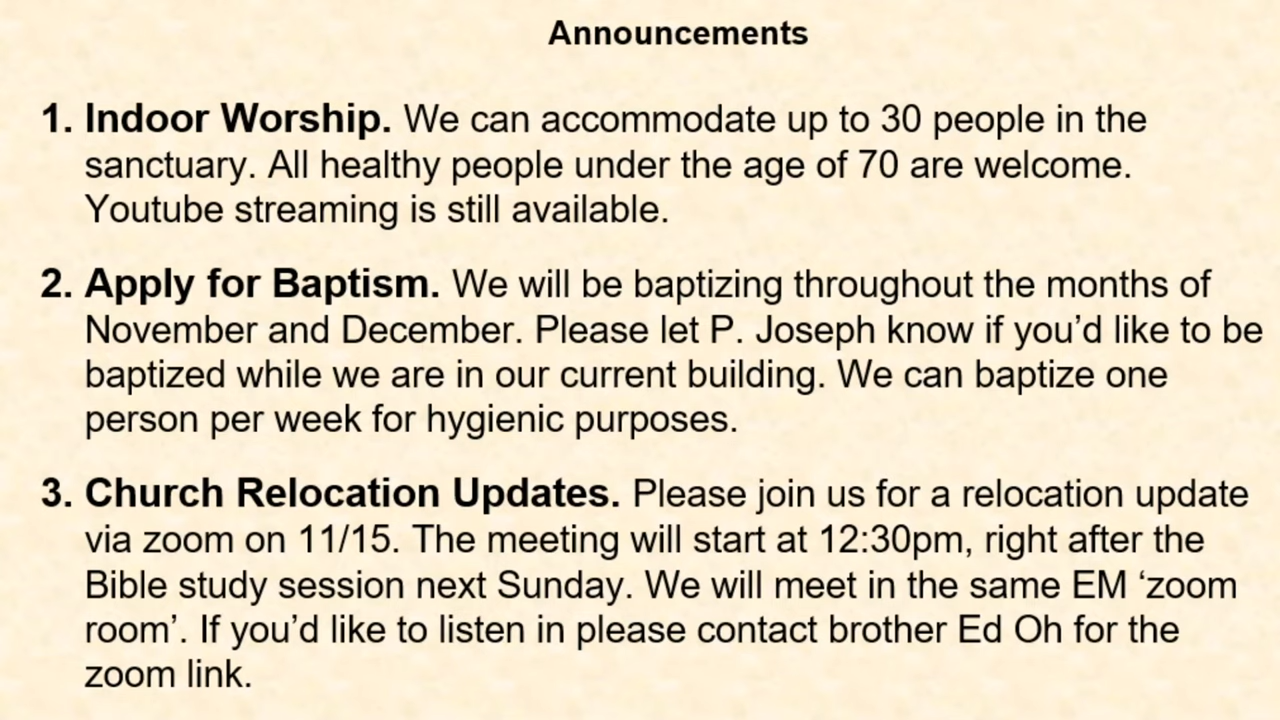 Announcements
1. Indoor Worship. We can accommodate up to 30 people in the
sanctuary. All healthy people under the age of 70 are welcome.
Youtube streaming is still available.
2. Apply for Baptism. We will be baptizing throughout the months of
November and December. Please let P. Joseph know if you’d like to be
baptized while we are in our current building. We can baptize one
person per week for hygienic purposes.
3. Church Relocation Updates. Please join us for a relocation update
via zoom on 11/15. The meeting will start at 12:30pm, right after the
Bible study session next Sunday. We will meet in the same EM ‘zoom
room’. If you’d like to listen in please contact brother Ed Oh for the
zoom link.